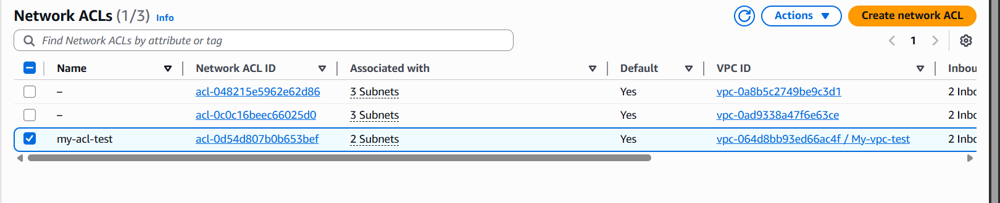 Network ACLs (1/3) Info Actions Create network ACL
Find Network ACLs by attribute or tag 1
Name Network ACL ID Associated with Default VPC ID Inbou
– acl-048215e5962e62d86 3 Subnets Yes vpc-0a8b5c2749be9c3d1 2 Inbo
– acl-0c0c16beec66025d0 3 Subnets Yes vpc-0ad9338a47f6e63ce 2 Inbo
my-acl-test acl-0d54d807b0b653bef 2 Subnets Yes vpc-064d8bb93ed66ac4f / My-vpc-test 2 Inbo